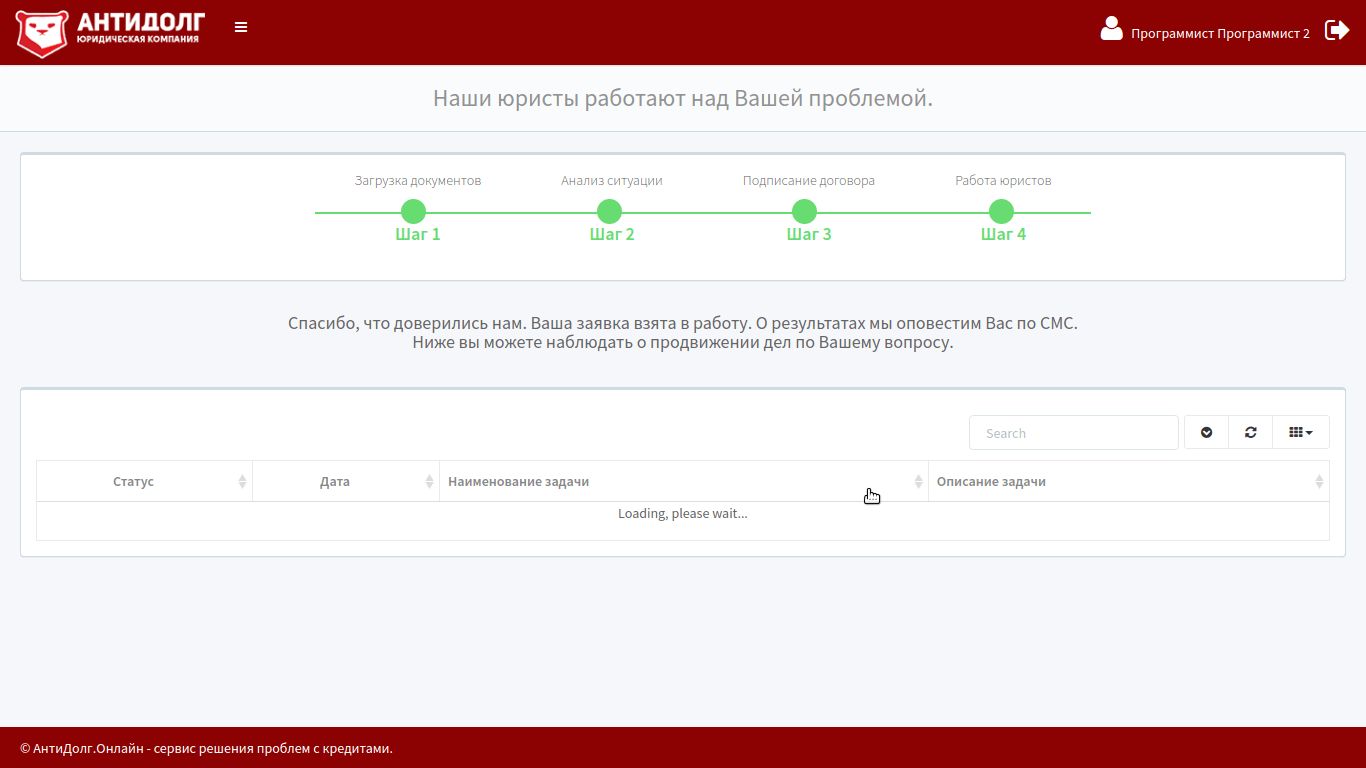 АНТИДОЛГ
ЮРИДИЧЕСКАЯ КОМПАНИЯ
Программист Программист 2
Наши юристы работают над Вашей проблемой.
Загрузка документов
Анализ ситуации
Подписание договора
Работа юристов
Шаг 1
Шаг 2
Шаг 3
Шаг 4
Спасибо, что доверились нам. Ваша заявка взята в работу. О результатах мы оповестим Вас по СМС.
Ниже вы можете наблюдать о продвижении дел по Вашему вопросу.
Search
Статус
Дата
Наименование задачи
Описание задачи
Loading, please wait...
© АнтиДолг.Онлайн - сервис решения проблем с кредитами.